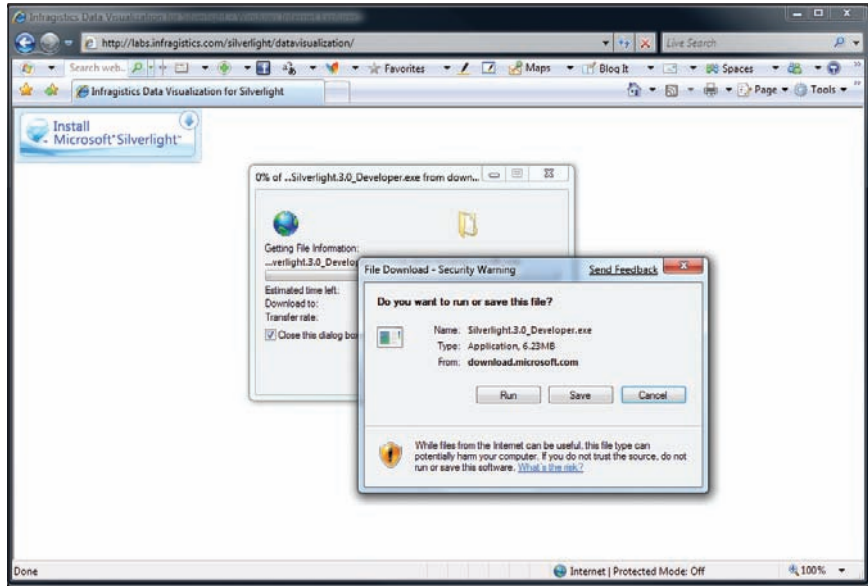 Infragistics Data Visualization for Silverlight - Windows Internet Explorer
http://labs.infragistics.com/silverlight/datavisualization/
Live Search
Search web...
Favorites
Maps
Blog It
Spaces
Infragistics Data Visualization for Silverlight
Page
Tools
Install
Microsoft® Silverlight™
0% of ...Silverlight.3.0_Developer.exe from down...
Getting File Information:
...verlight.3.0_Develop
Estimated time left:
Download to:
Transfer rate:
Close this dialog box
File Download - Security Warning
Send Feedback
Do you want to run or save this file?
Name: Silverlight.3.0_Developer.exe
Type: Application, 6.23MB
From: download.microsoft.com
Run
Save
Cancel
While files from the Internet can be useful, this file type can
potentially harm your computer. If you do not trust the source, do not
run or save this software. What's the risk?
Done
Internet | Protected Mode: Off
100%